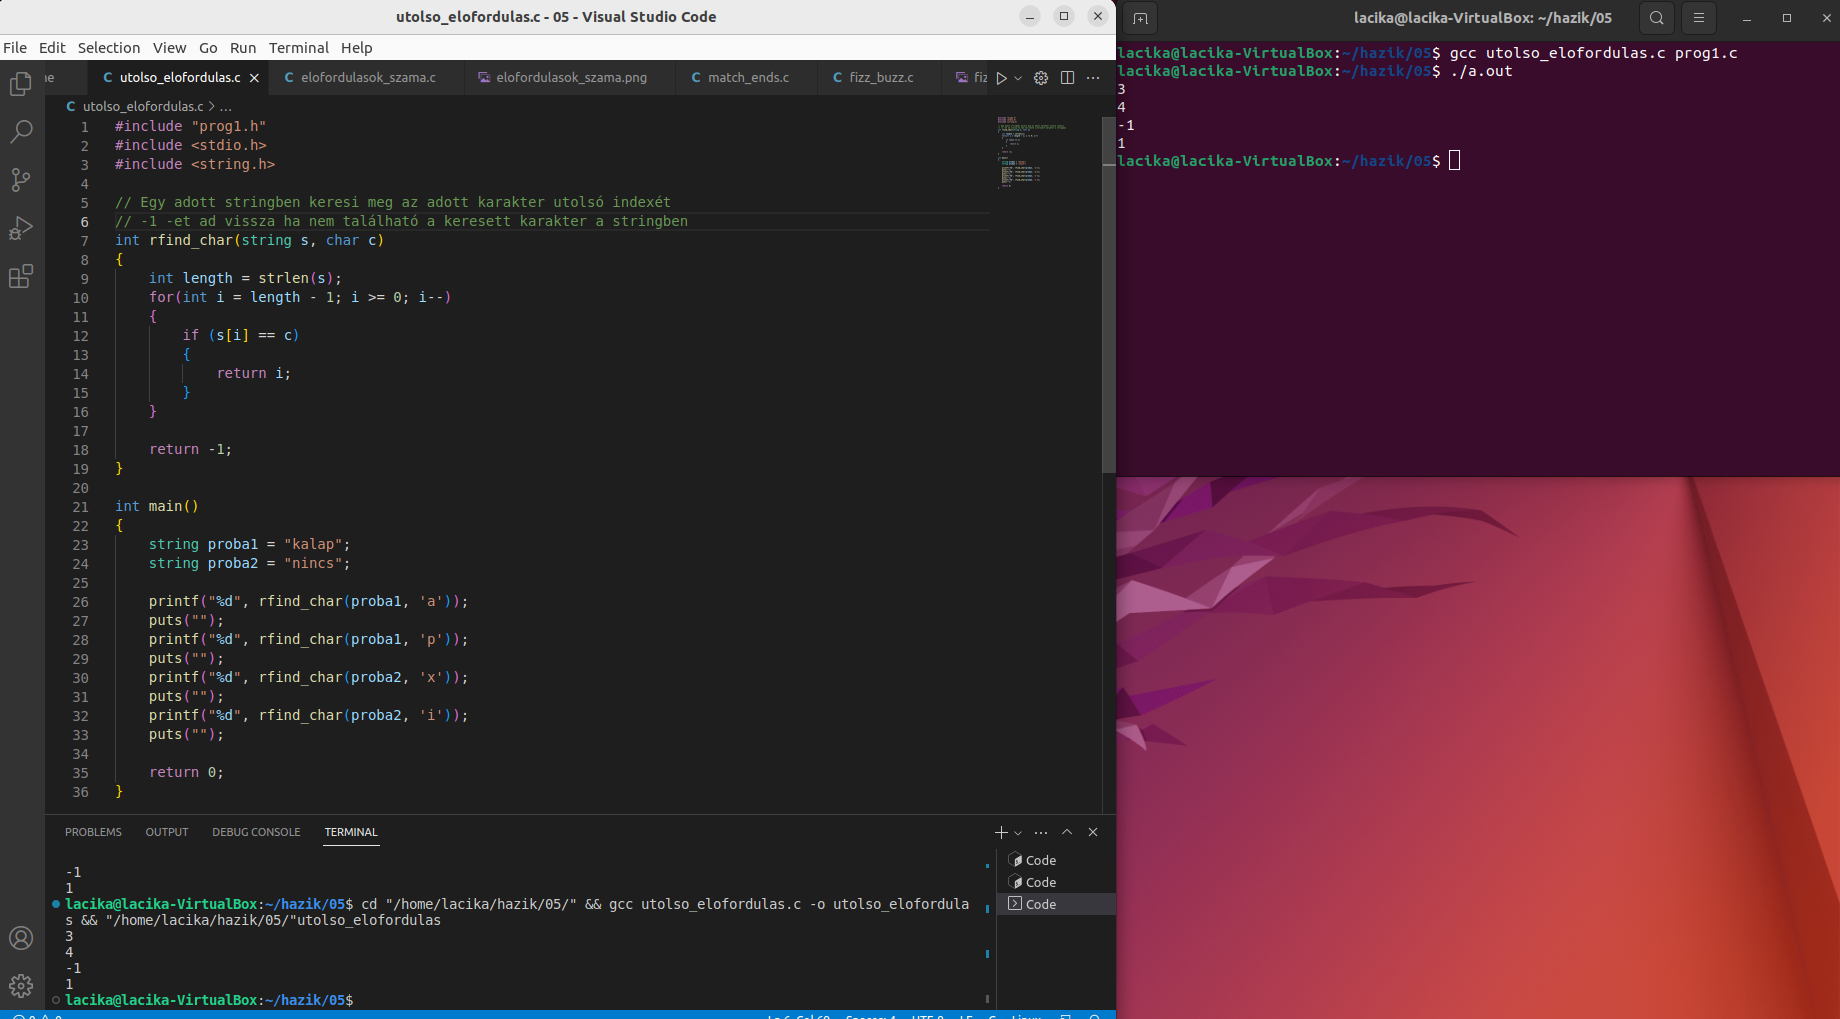 utolso_elofordulas.c - 05 - Visual Studio Code
File Edit Selection View Go Run Terminal Help
ne utolso_elofordulas.c elofordulasok_szama.c elofordulasok_szama.png match_ends.c fizz_buzz.c fiz
utolso_elofordulas.c > ...
1 #include "prog1.h"
2 #include <stdio.h>
3 #include <string.h>
4
5 // Egy adott stringben keresi meg az adott karakter utolsó indexét
6 // -1 -et ad vissza ha nem található a keresett karakter a stringben
7 int rfind_char(string s, char c)
8 {
9     int length = strlen(s);
10     for(int i = length - 1; i >= 0; i--)
11     {
12         if (s[i] == c)
13         {
14             return i;
15         }
16     }
17
18     return -1;
19 }
20
21 int main()
22 {
23     string proba1 = "kalap";
24     string proba2 = "nincs";
25
26     printf("%d", rfind_char(proba1, 'a'));
27     puts("");
28     printf("%d", rfind_char(proba1, 'p'));
29     puts("");
30     printf("%d", rfind_char(proba2, 'x'));
31     puts("");
32     printf("%d", rfind_char(proba2, 'i'));
33     puts("");
34
35     return 0;
36 }
PROBLEMS OUTPUT DEBUG CONSOLE TERMINAL
-1
1
lacika@lacika-VirtualBox:~/hazik/05$ cd "/home/lacika/hazik/05/" && gcc utolso_elofordulas.c -o utolso_elofordula
s && "/home/lacika/hazik/05/"utolso_elofordulas
3
4
-1
1
lacika@lacika-VirtualBox:~/hazik/05$
Code
Code
Code
lacika@lacika-VirtualBox: ~/hazik/05
lacika@lacika-VirtualBox:~/hazik/05$ gcc utolso_elofordulas.c prog1.c
lacika@lacika-VirtualBox:~/hazik/05$ ./a.out
3
4
-1
1
lacika@lacika-VirtualBox:~/hazik/05$